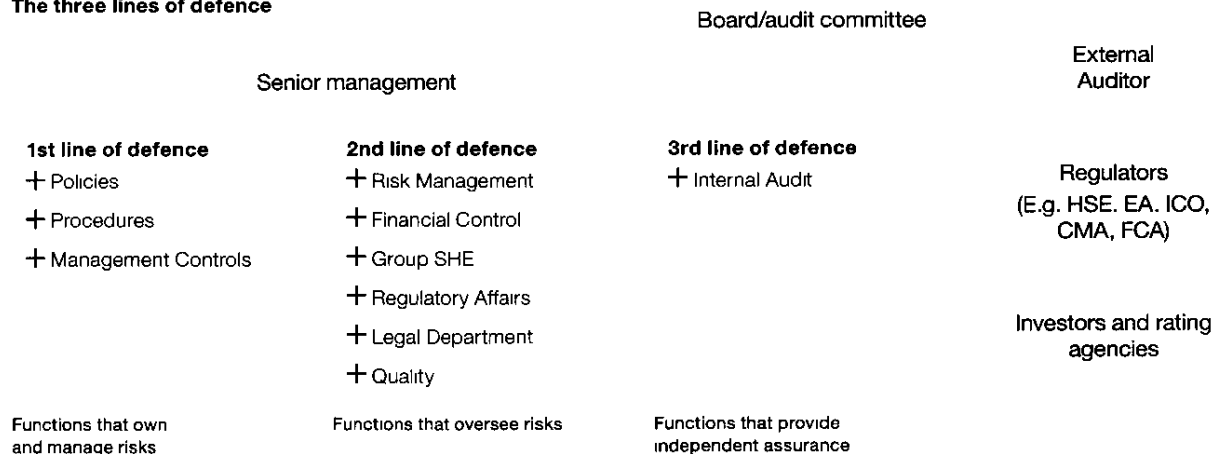 The three lines of defence
Board/audit committee
External
Auditor
Senior management
1st line of defence
+ Policies
+ Procedures
+ Management Controls
2nd line of defence
+ Risk Management
+ Financial Control
+ Group SHE
+ Regulatory Affairs
+ Legal Department
+ Quality
3rd line of defence
+ Internal Audit
Regulators
(E.g. HSE. EA. ICO,
CMA, FCA)
Investors and rating
agencies
Functions that own
and manage risks
Functions that oversee risks
Functions that provide
independent assurance